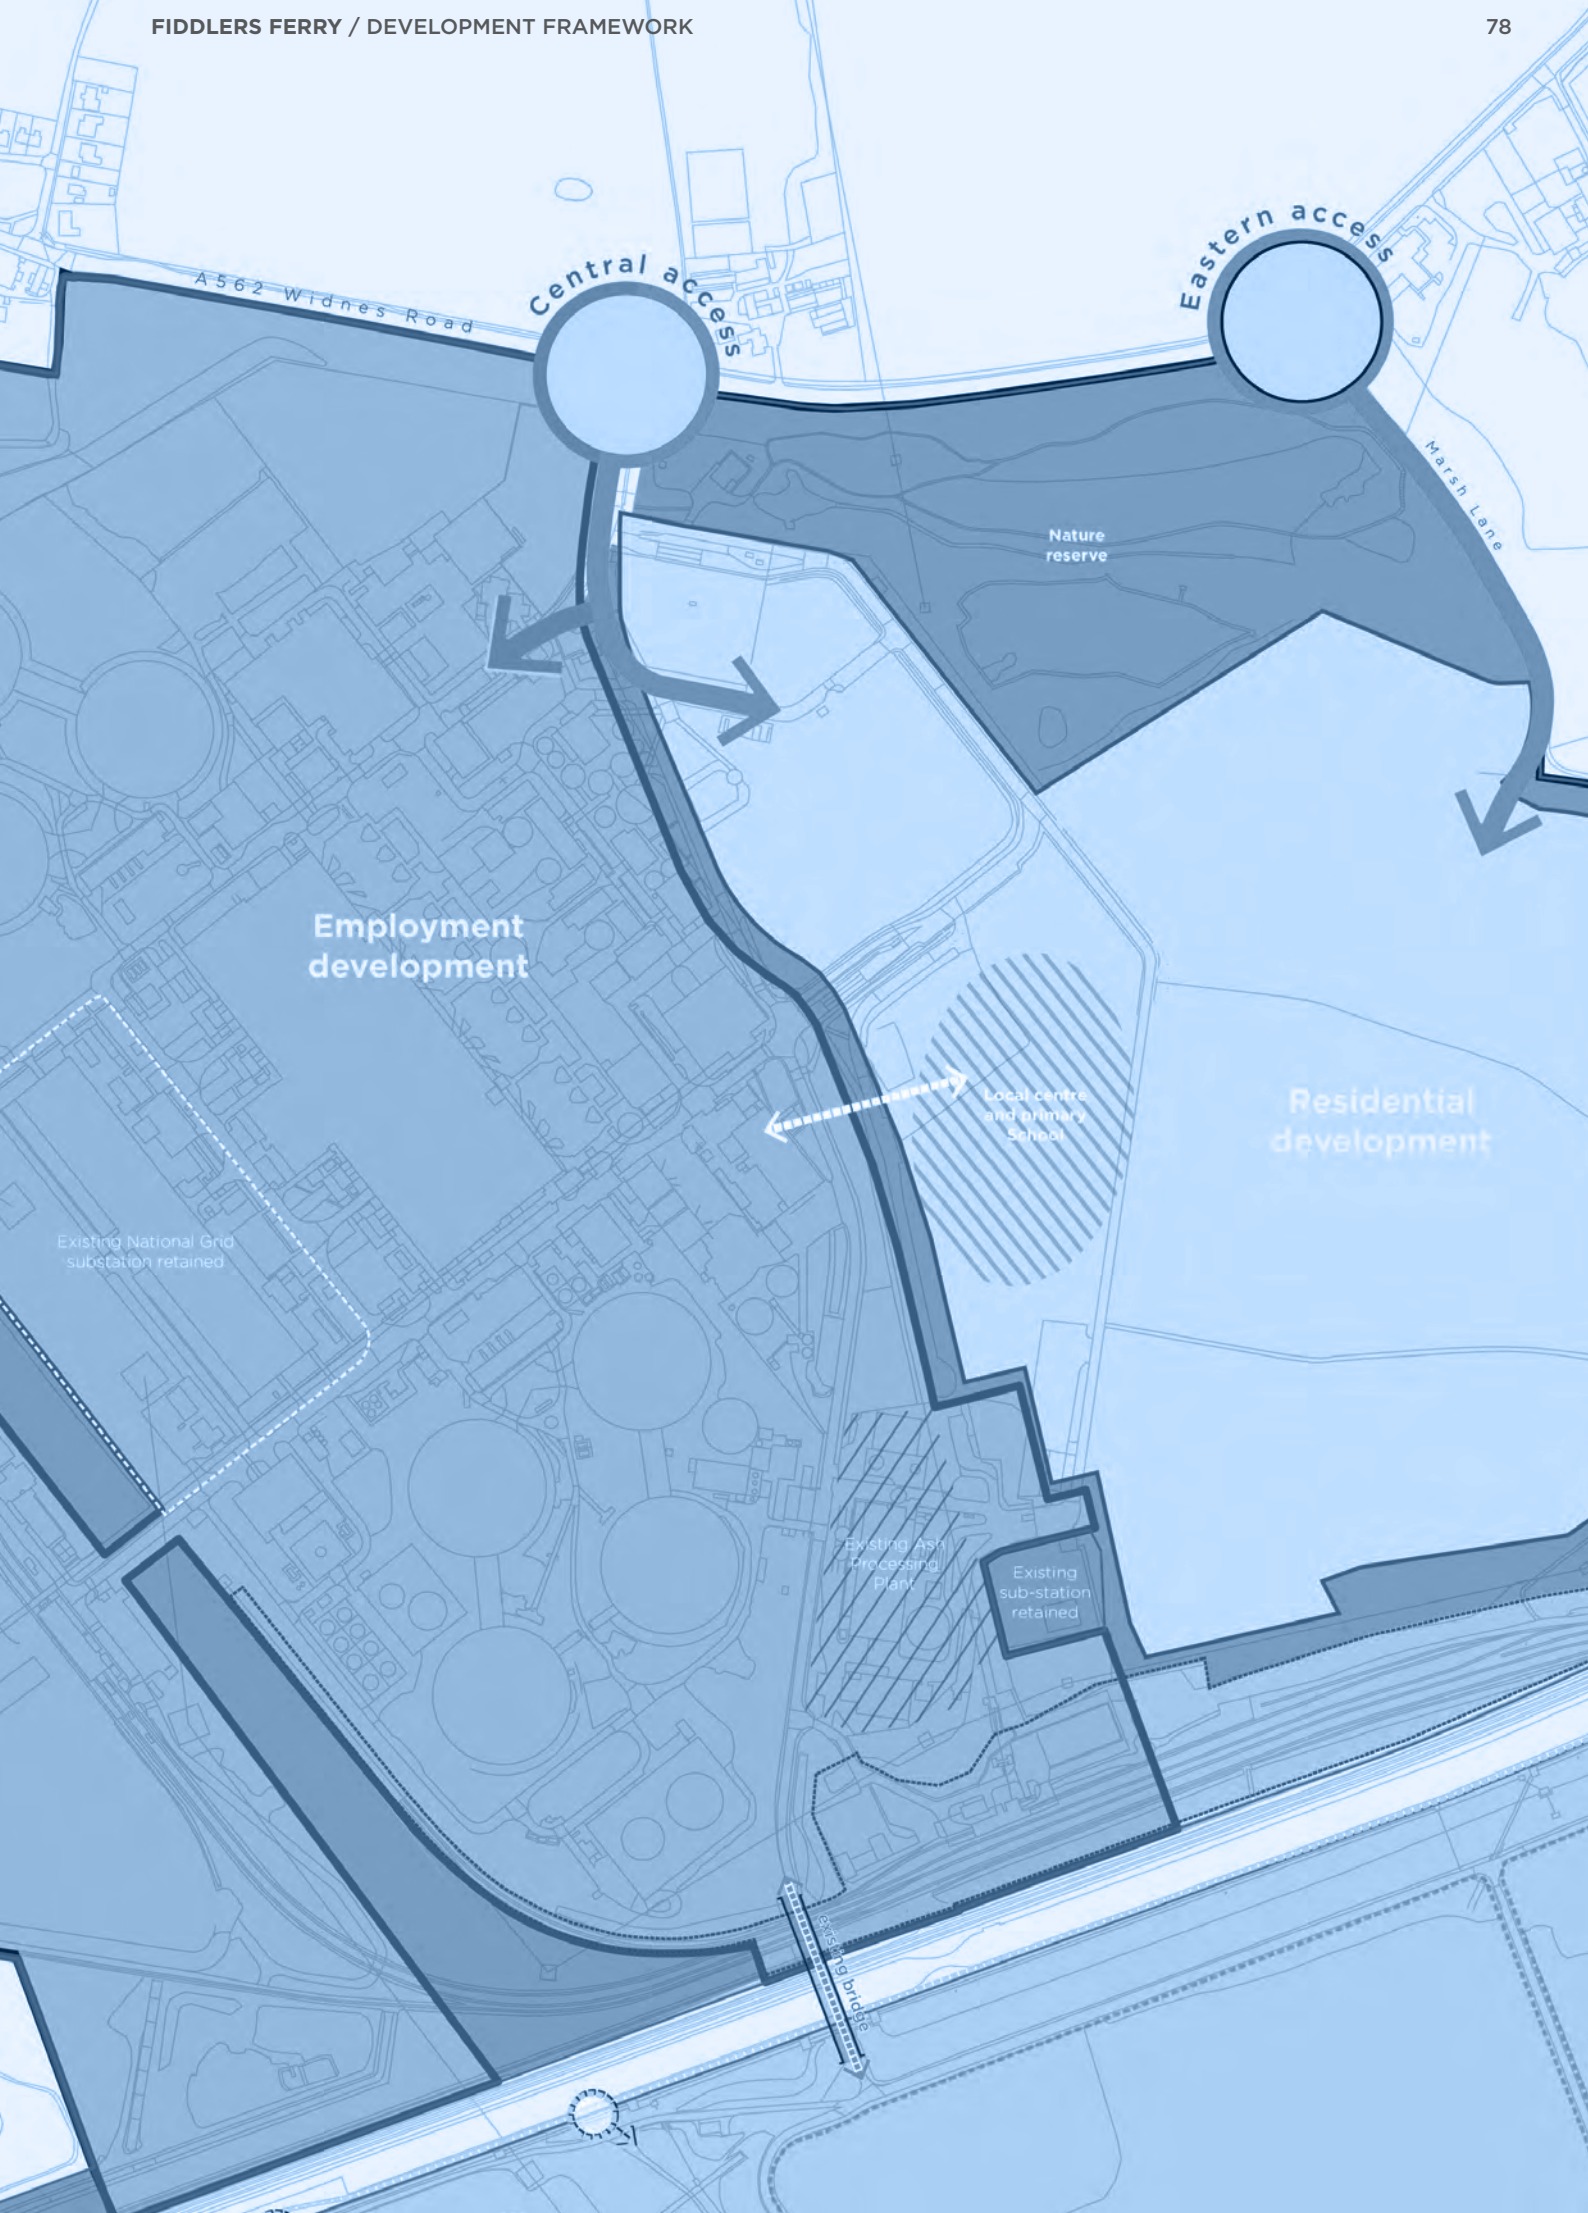 FIDDLERS FERRY / DEVELOPMENT FRAMEWORK
78
Eastern access
Central access
A562 Widnes Road
Marsh Lane
Nature
reserve
Employment
development
Local centre
and primary
School
Residential
development
Existing National Grid
substation retained
Existing Ash
Processing
Plant
Existing
sub-station
retained
existing bridge